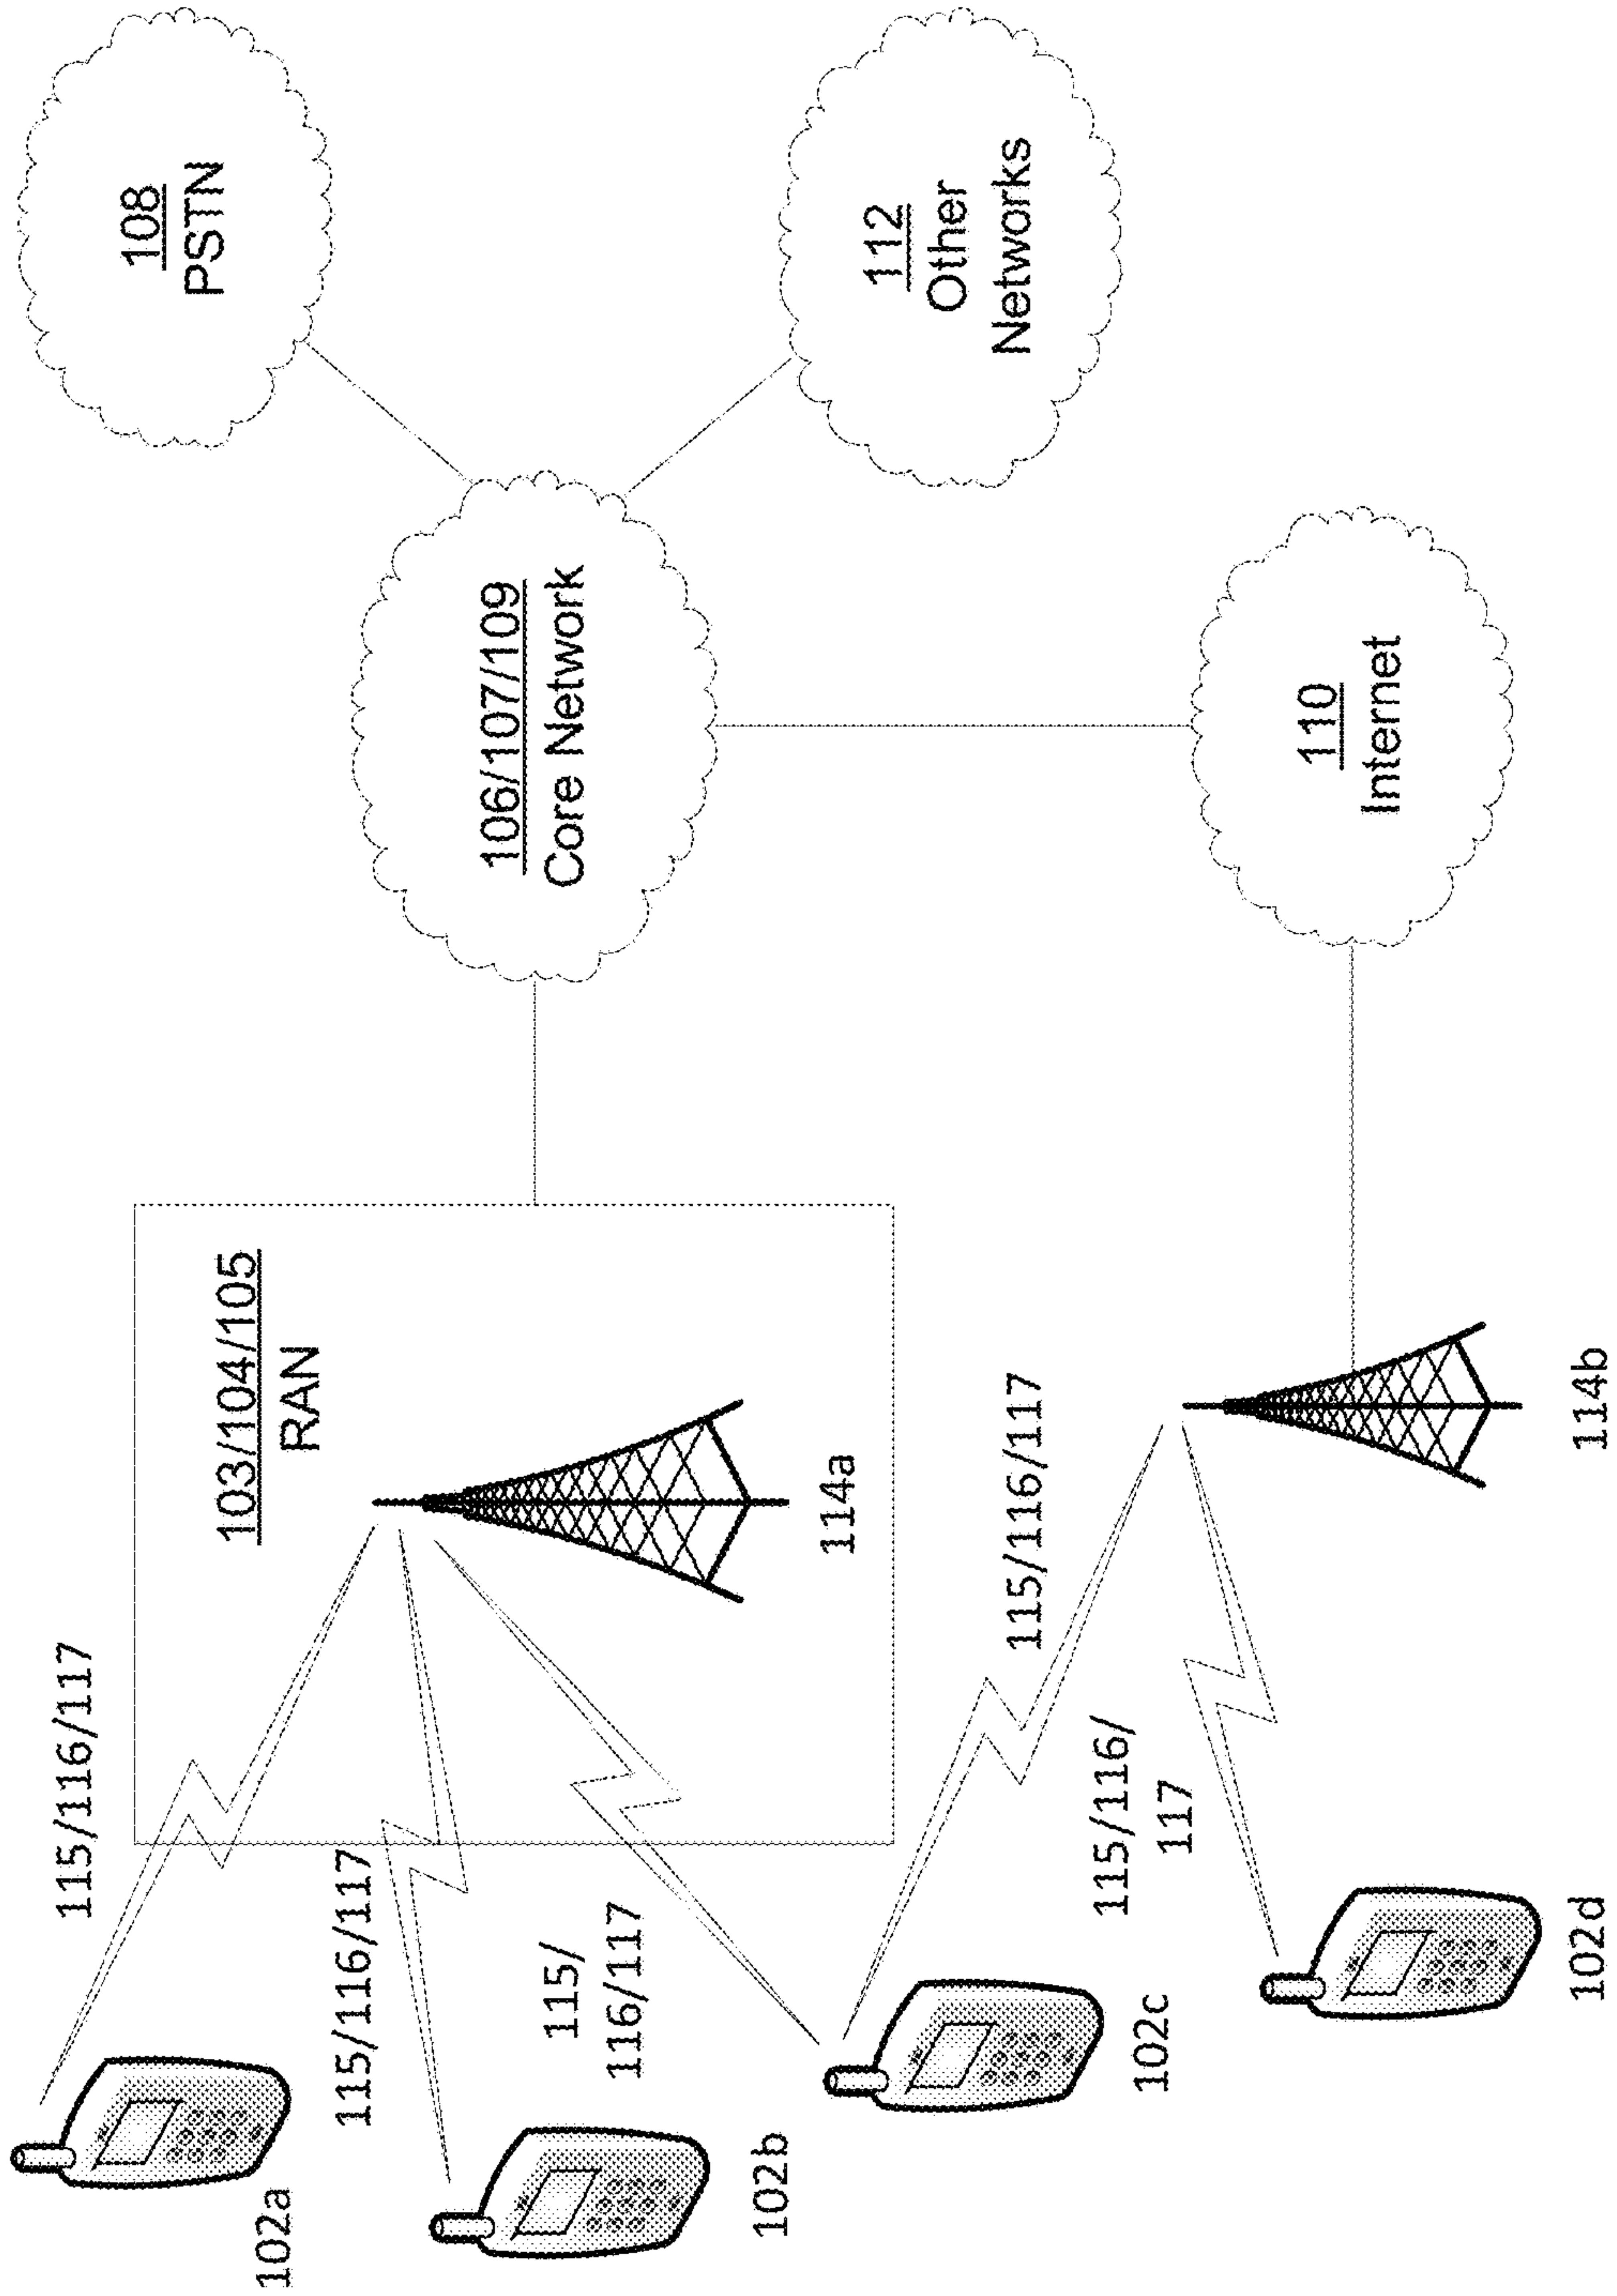 115/116/117
103/104/105
RAN
108
PSTN
102a
115/116/117
106/107/109
Core Network
115/
116/117
114a
112
Other
Networks
102b
115/116/117
102c
115/116/
117
110
Internet
102d
114b